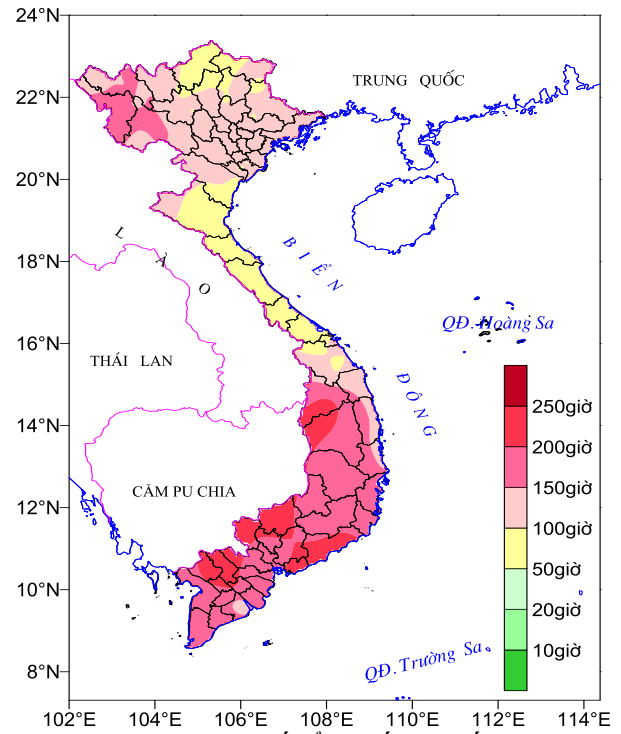 24°N
TRUNG QUỐC
22°N
20°N
18°N
BIỂN
LÀO
QĐ. Hoàng Sa
16°N
THÁI LAN
ĐÔNG
250giờ
14°N
200giờ
150giờ
CĂM PU CHIA
12°N
100giờ
50giờ
10°N
20giờ
10giờ
QĐ. Trường Sa
8°N
102°E 104°E 106°E 108°E 110°E 112°E 114°E